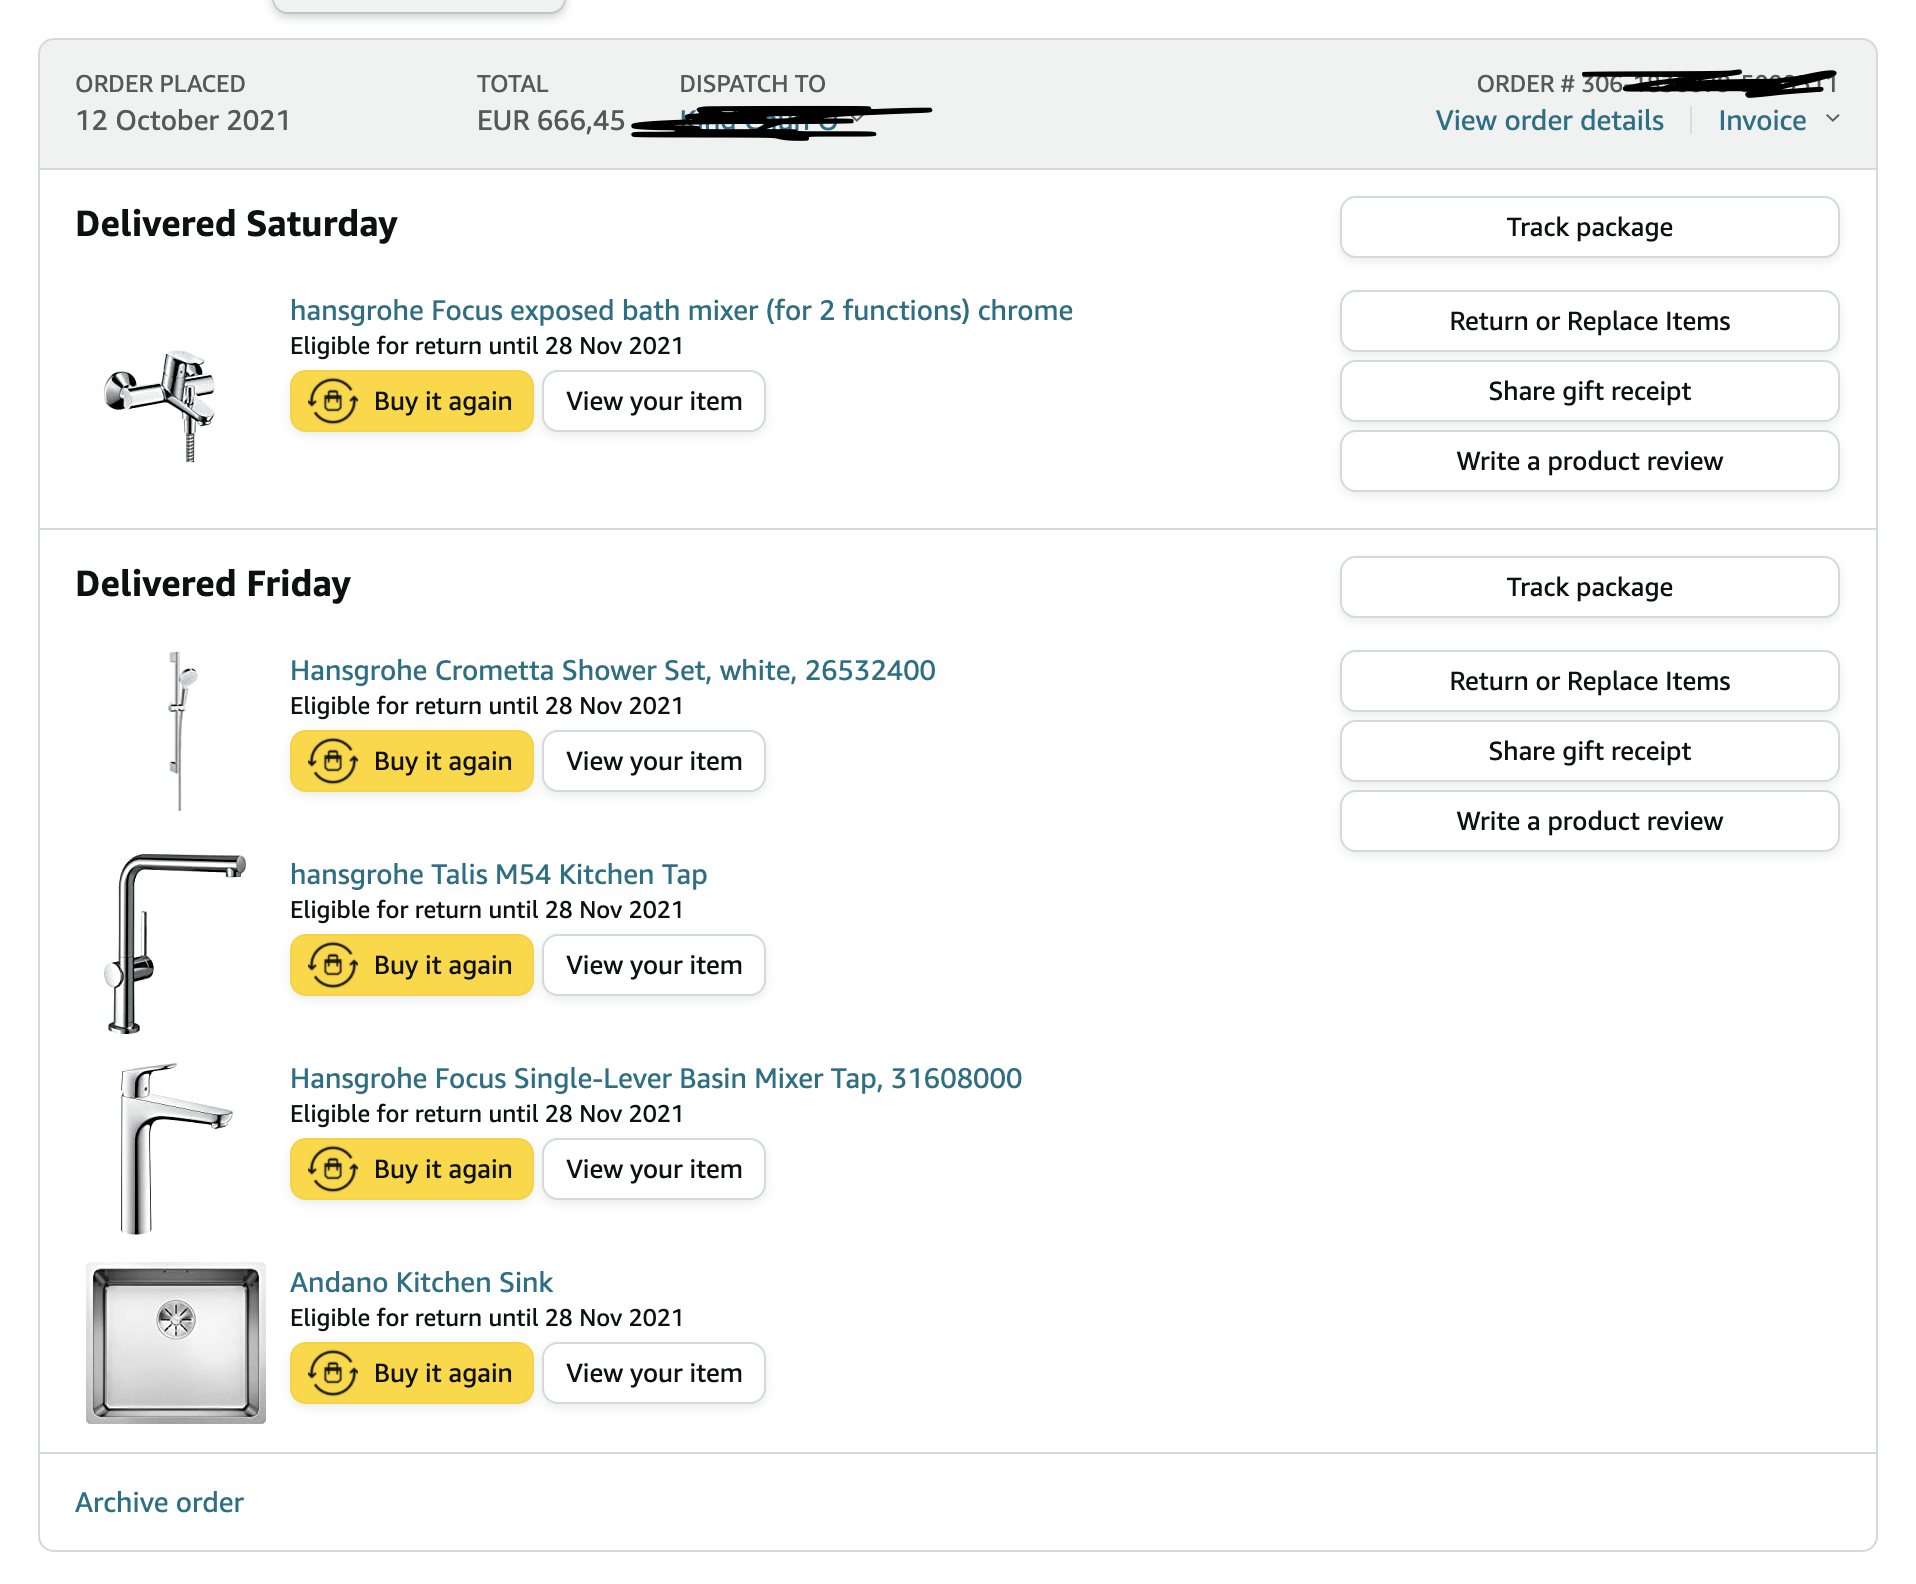 ORDER PLACED
12 October 2021
TOTAL
EUR 666,45
DISPATCH TO
ORDER # 306
View order details
Invoice
Delivered Saturday
Track package
hansgrohe Focus exposed bath mixer (for 2 functions) chrome
Eligible for return until 28 Nov 2021
Buy it again
View your item
Return or Replace Items
Share gift receipt
Write a product review
Delivered Friday
Track package
Hansgrohe Crometta Shower Set, white, 26532400
Eligible for return until 28 Nov 2021
Buy it again
View your item
Return or Replace Items
Share gift receipt
Write a product review
hansgrohe Talis M54 Kitchen Tap
Eligible for return until 28 Nov 2021
Buy it again
View your item
Hansgrohe Focus Single-Lever Basin Mixer Tap, 31608000
Eligible for return until 28 Nov 2021
Buy it again
View your item
Andano Kitchen Sink
Eligible for return until 28 Nov 2021
Buy it again
View your item
Archive order